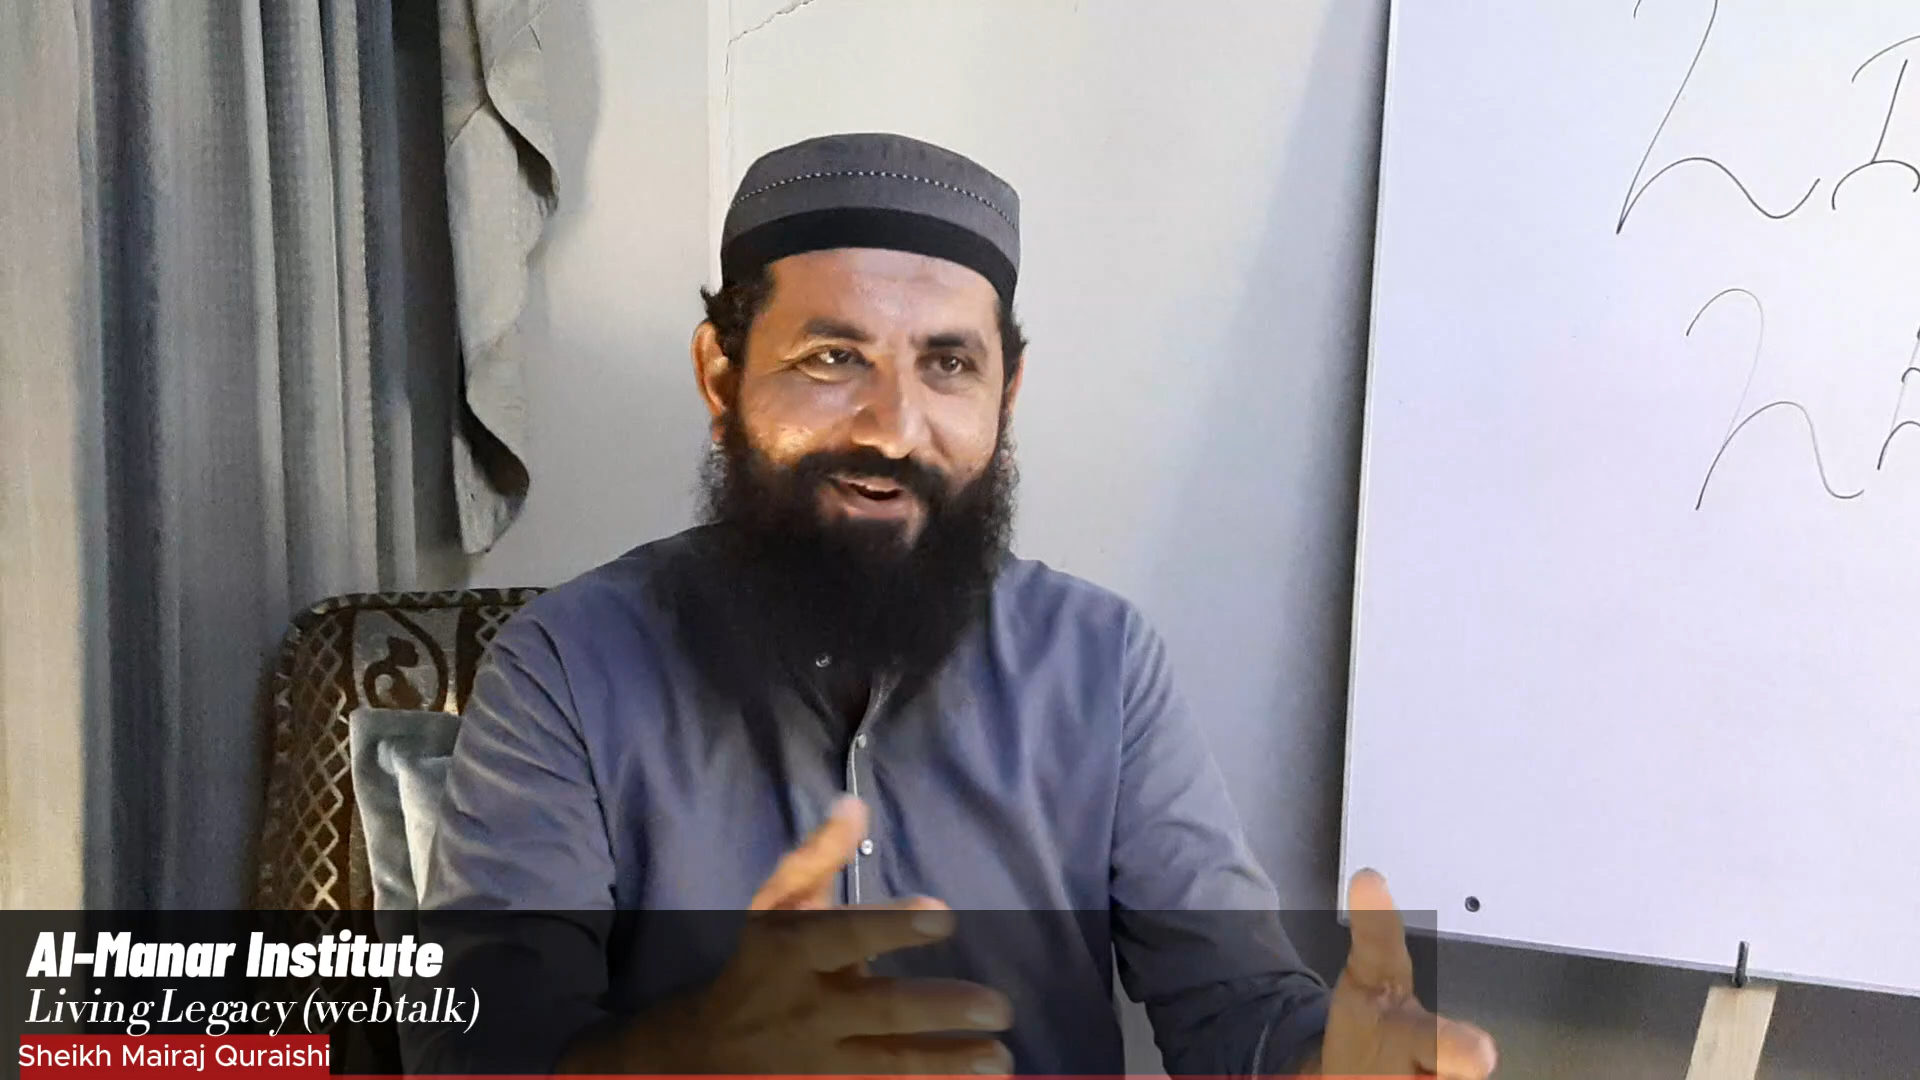 Al-Manar Institute
Living Legacy (webtalk)
Sheikh Mairaj Quraishi